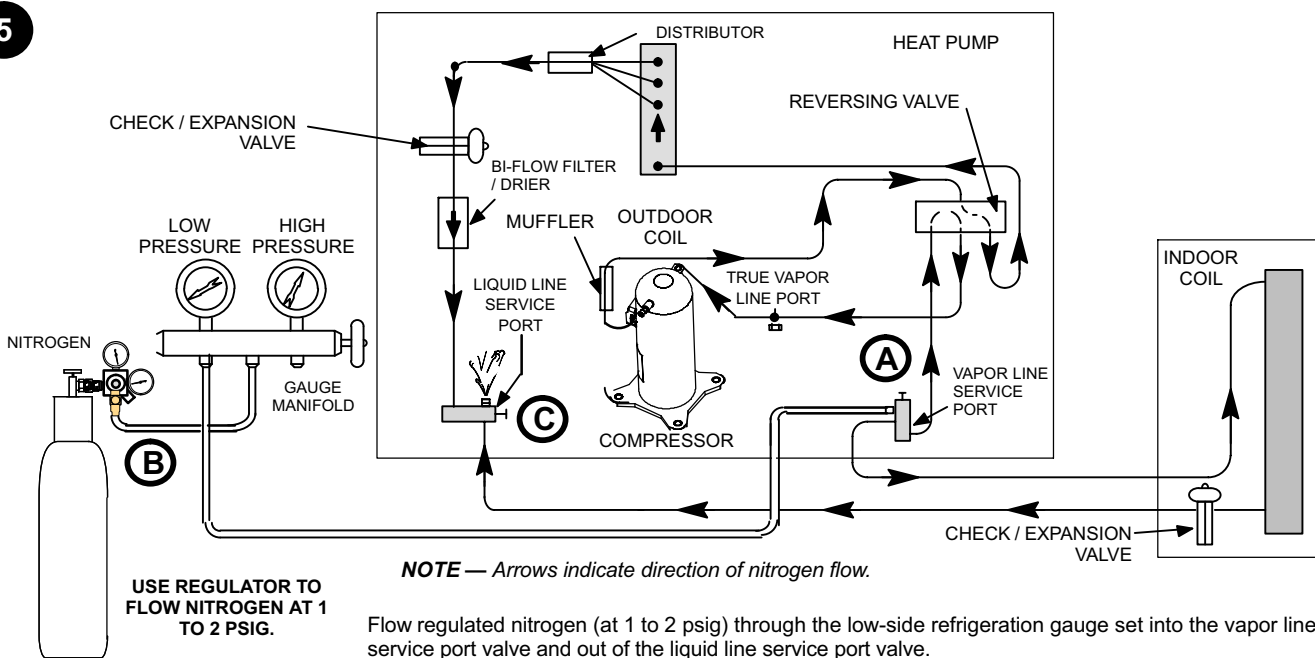 5
DISTRIBUTOR
HEAT PUMP
REVERSING VALVE
CHECK / EXPANSION
VALVE
BI-FLOW FILTER
/ DRIER
MUFFLER
OUTDOOR
COIL
LOW
PRESSURE
HIGH
PRESSURE
LIQUID LINE
SERVICE
PORT
TRUE VAPOR
LINE PORT
INDOOR
COIL
NITROGEN
GAUGE
MANIFOLD
A
VAPOR LINE
SERVICE
PORT
B
C
COMPRESSOR
CHECK / EXPANSION
VALVE
NOTE — Arrows indicate direction of nitrogen flow.
USE REGULATOR TO
FLOW NITROGEN AT 1
TO 2 PSIG.
Flow regulated nitrogen (at 1 to 2 psig) through the low-side refrigeration gauge set into the vapor line
service port valve and out of the liquid line service port valve.